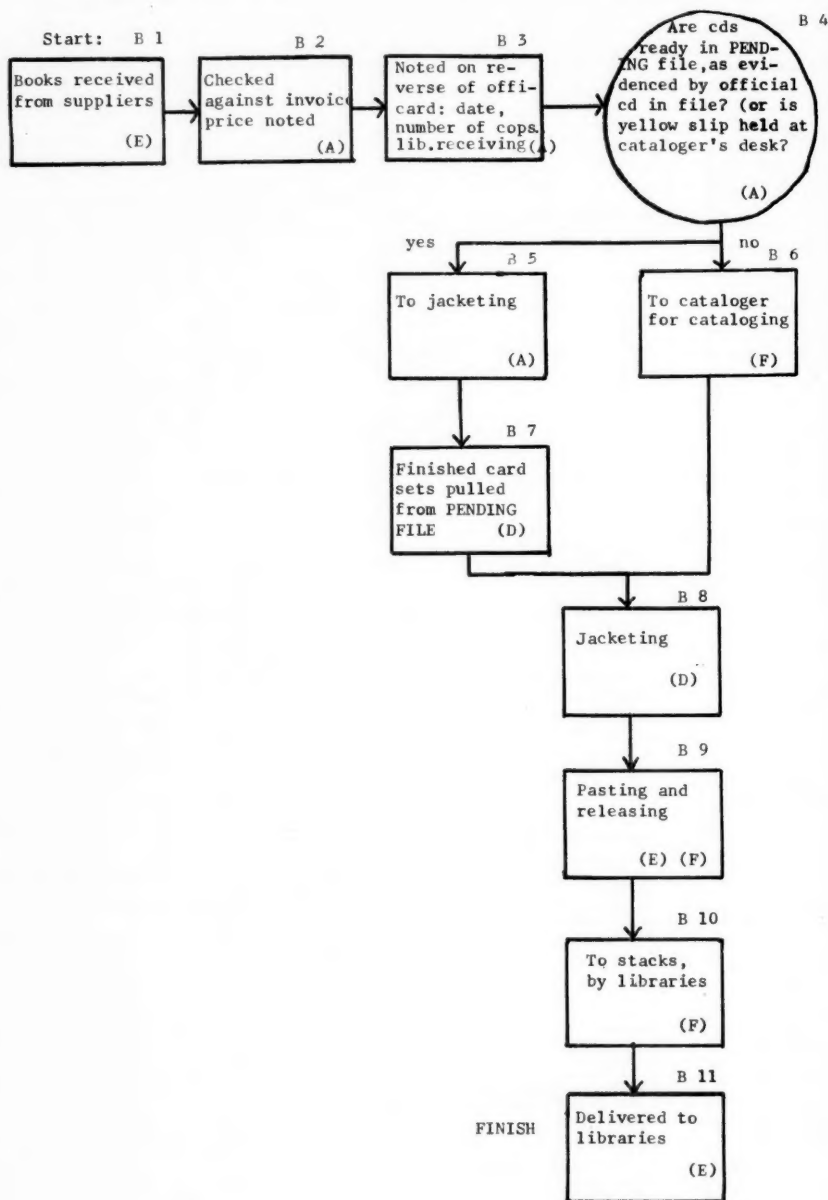 Start: B 1
Books received
from suppliers
(E)
B 2
Checked
against invoice
price noted
(A)
B 3
Noted on re-
verse of offi-
card: date,
number of cops.
lib.receiving(A)
B 4
Are cds
ready in PEND-
ING file,as evi-
denced by official
cd in file? (or is
yellow slip held at
cataloger's desk?
(A)
yes
no
B 5
To jacketing
(A)
B 6
To cataloger
for cataloging
(F)
B 7
Finished card
sets pulled
from PENDING
FILE (D)
B 8
Jacketing
(D)
B 9
Pasting and
releasing
(E) (F)
B 10
To stacks,
by libraries
(F)
B 11
FINISH
Delivered to
libraries
(E)